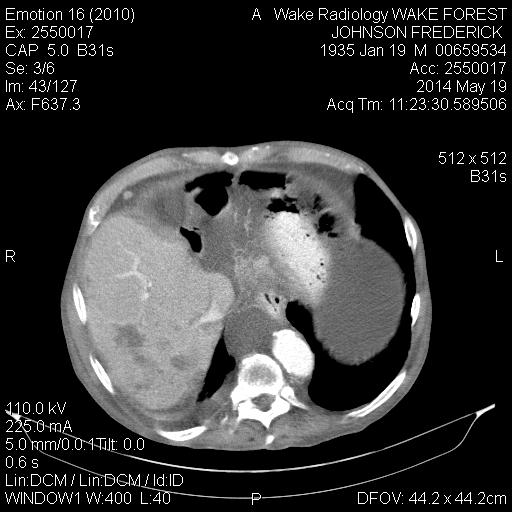 Emotion 16 (2010)
Ex: 2550017
CAP 5.0 B31s
Se: 3/6
Im: 43/127
Ax: F637.3
A Wake Radiology WAKE FOREST
JOHNSON FREDERICK
1935 Jan 19 M 00659534
Acc: 2550017
2014 May 19
Acq Tm: 11:23:30.589506
512 x 512
B31s
R
L
110.0 kV
225.0 mA
5.0 mm/0.0:1Tilt: 0.0
0.6 s
Lin:DCM / Lin:DCM / Id:ID
WINDOW1 W:400 L:40
P
DFOV: 44.2 x 44.2cm